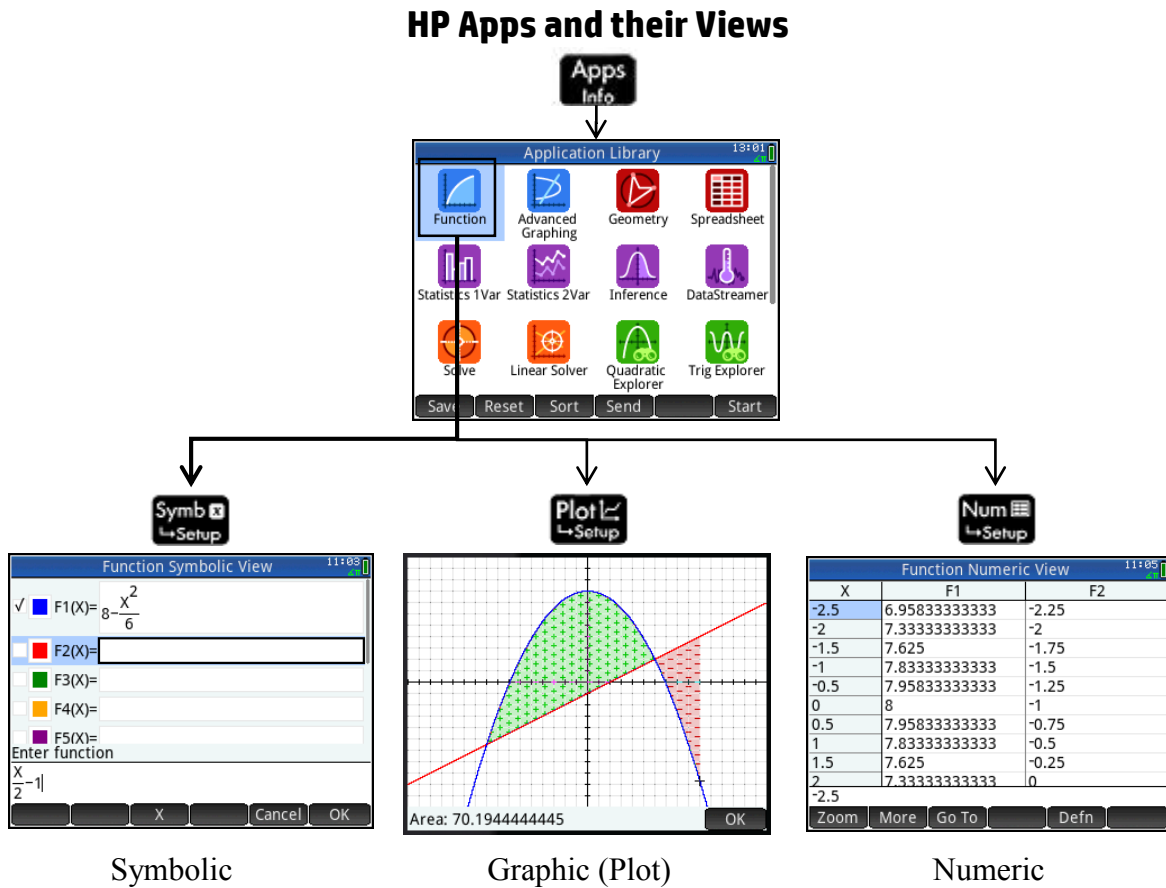 HP Apps and their Views
Apps
Info
Application Library 13:01
Function Advanced Graphing Geometry Spreadsheet
Statistics 1Var Statistics 2Var Inference DataStreamer
Solve Linear Solver Quadratic Explorer Trig Explorer
Save Reset Sort Send Start
Symb
↳Setup
Plot
↳Setup
Num
↳Setup
Function Symbolic View 11:03
✓ F1(X)= 8-X²/6
F2(X)=
F3(X)=
F4(X)=
F5(X)=
Enter function
X/2-1
X Cancel OK
Area: 70.1944444445 OK
Function Numeric View 11:05
X F1 F2
-2.5 6.95833333333 -2.25
-2 7.33333333333 -2
-1.5 7.625 -1.75
-1 7.83333333333 -1.5
-0.5 7.95833333333 -1.25
0 8 -1
0.5 7.95833333333 -0.75
1 7.83333333333 -0.5
1.5 7.625 -0.25
2 7.33333333333 0
-2.5
Zoom More Go To Defn
Symbolic
Graphic (Plot)
Numeric